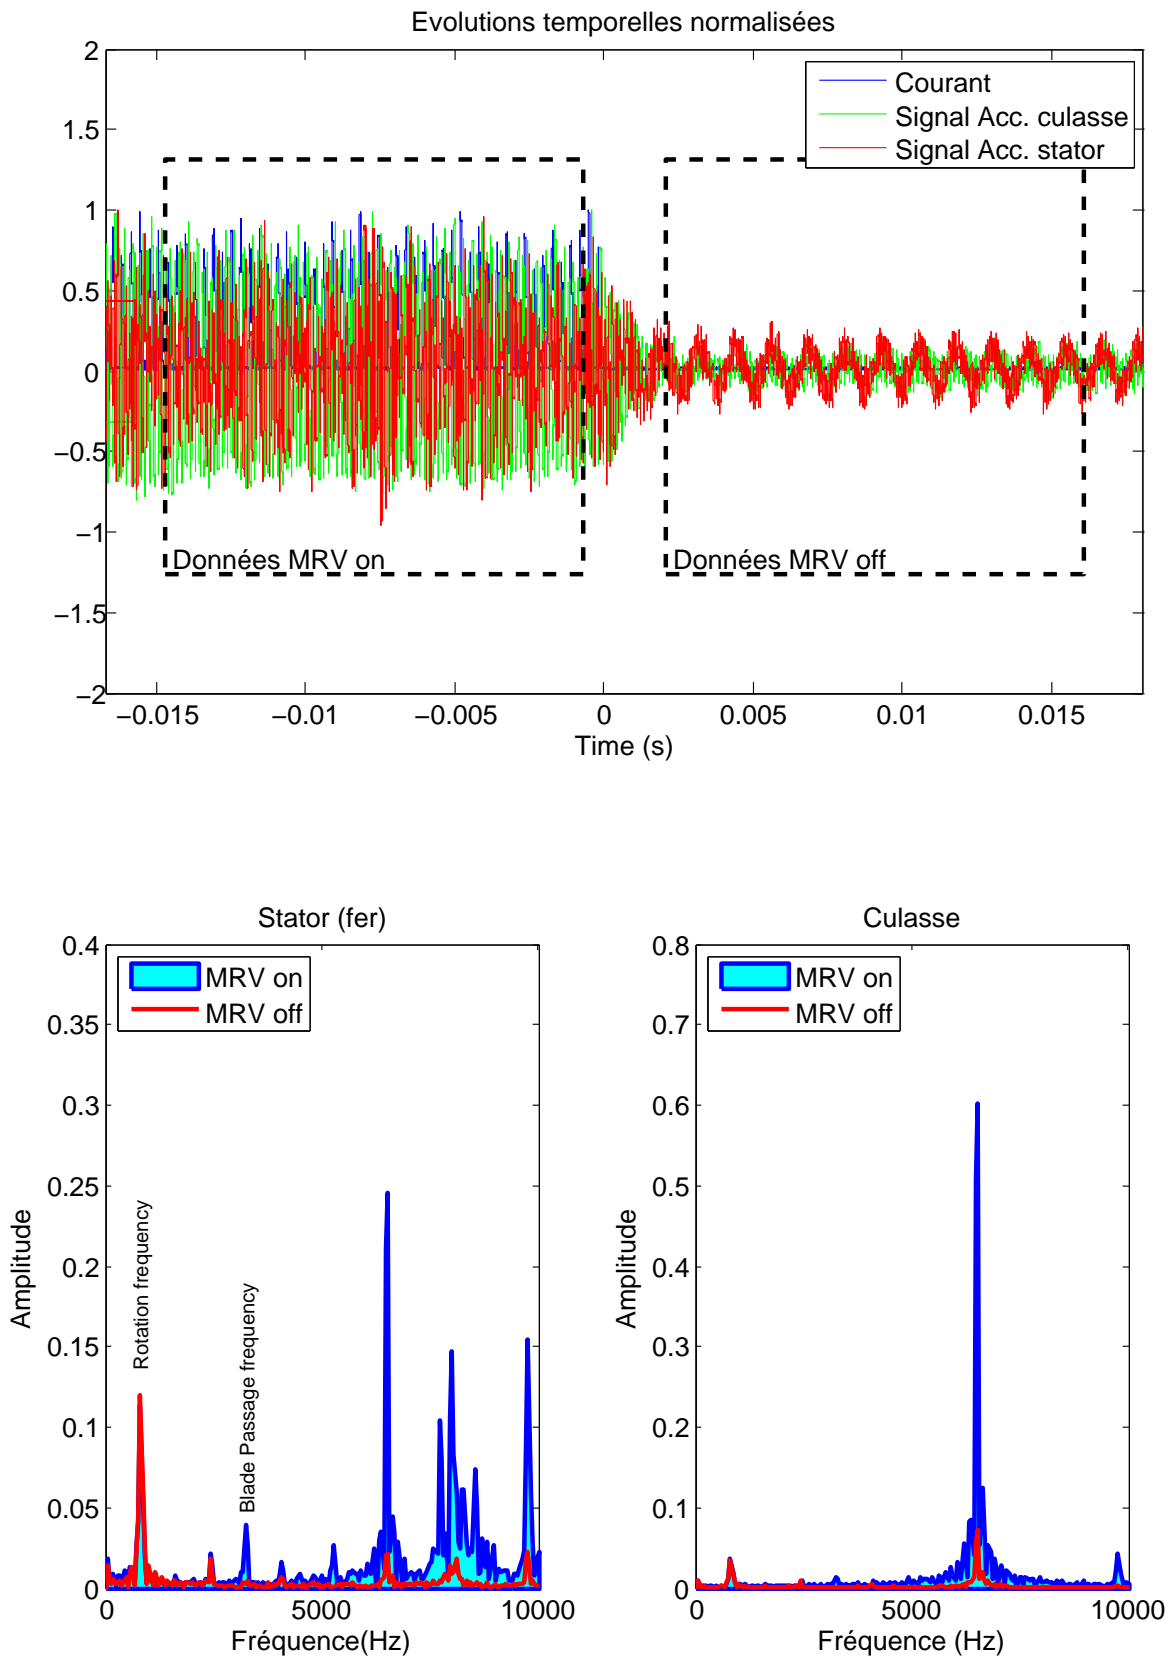 Evolutions temporelles normalisées
2
1.5
1
0.5
0
−0.5
−1
−1.5
−2
Courant
Signal Acc. culasse
Signal Acc. stator
Données MRV on
Données MRV off
−0.015
−0.01
−0.005
0
0.005
0.01
0.015
Time (s)
Stator (fer)
0.4
0.35
0.3
0.25
0.2
0.15
0.1
0.05
0
Amplitude
MRV on
MRV off
Rotation frequency
Blade Passage frequency
0
5000
10000
Fréquence(Hz)
Culasse
0.8
0.7
0.6
0.5
0.4
0.3
0.2
0.1
0
Amplitude
MRV on
MRV off
0
5000
10000
Fréquence (Hz)